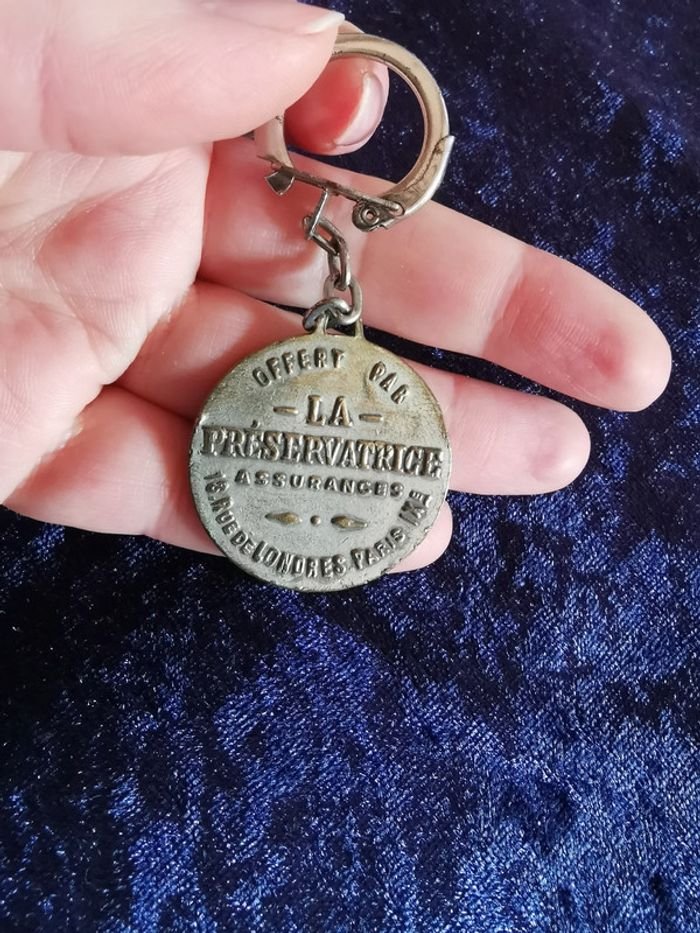 OFFERT PAR
- LA -
PRÉSERVATRICE
ASSURANCES
18 RUE DE LONDRES PARIS IXE